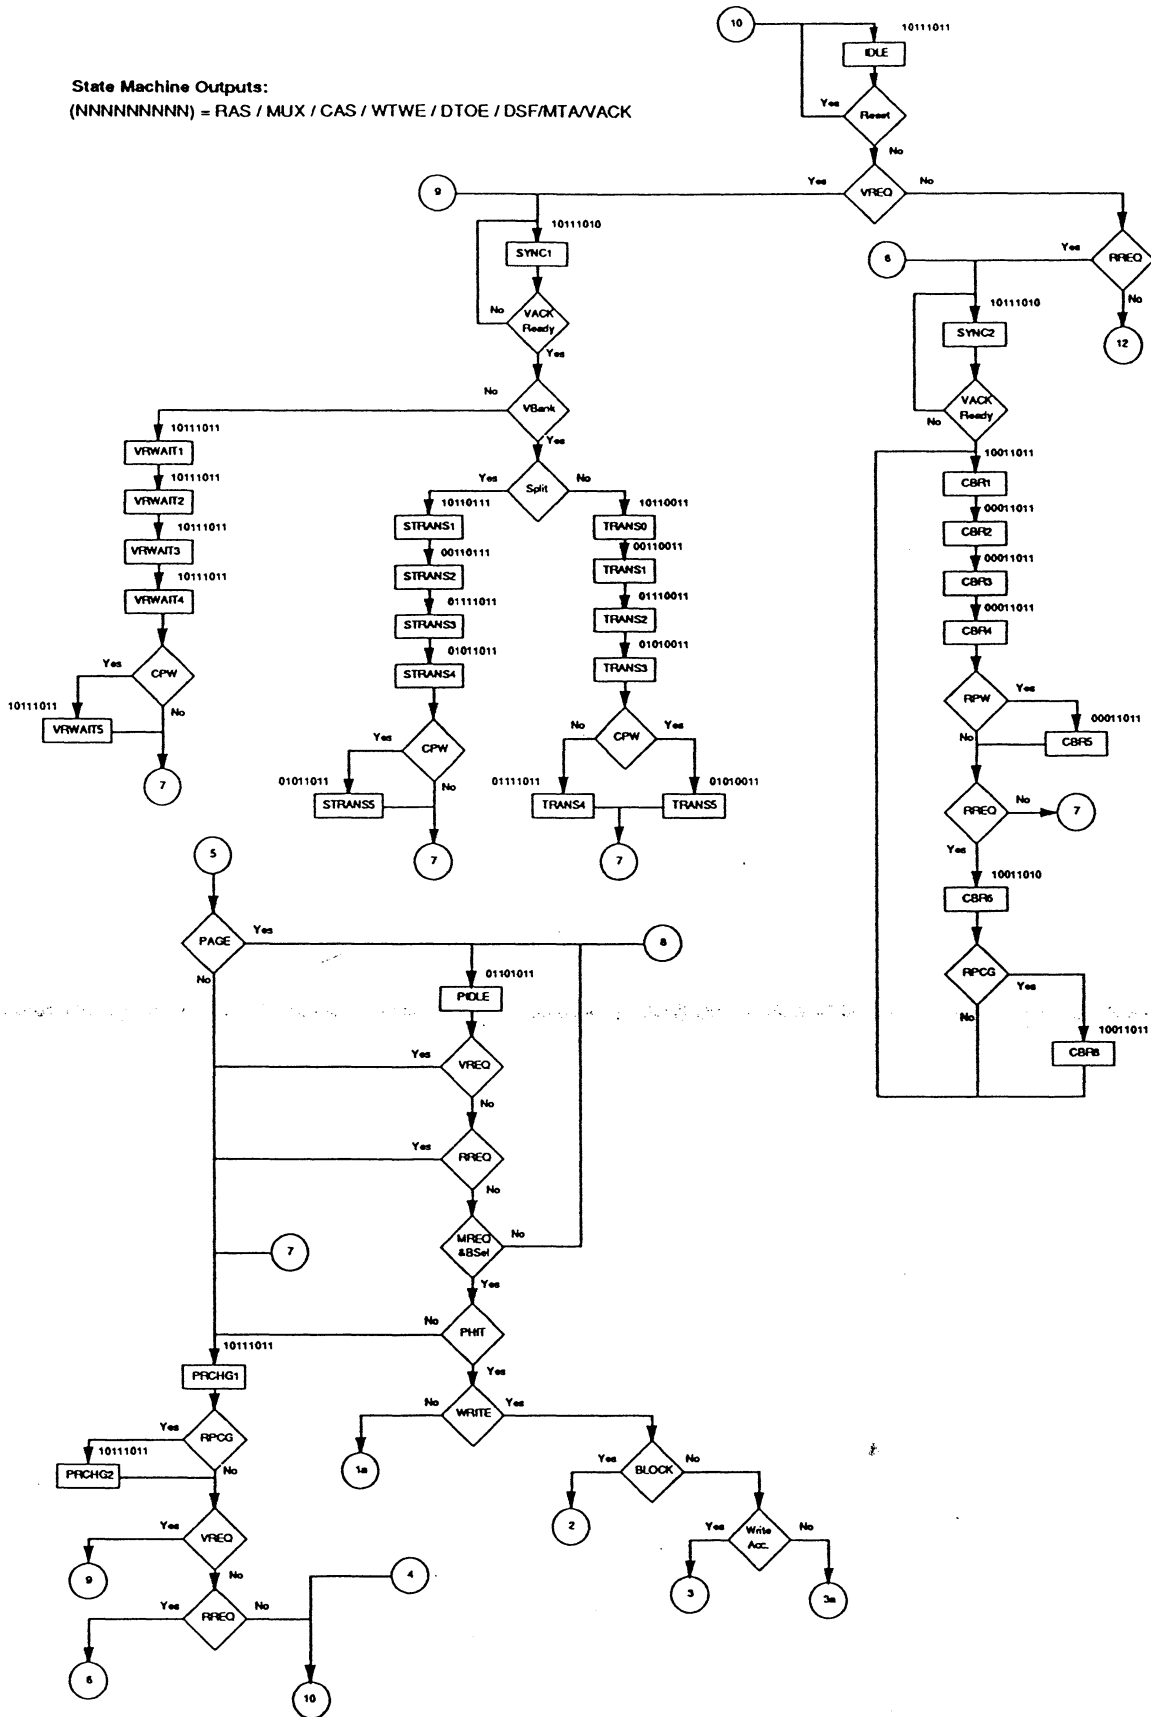 State Machine Outputs:
(NNNNNNNNN) = RAS / MUX / CAS / WTWE / DTOE / DSF/MTA/VACK
10
10111011
IDLE
Yes
Reset
No
9
Yes
VREQ
No
10111010
SYNC1
No
VACK
Ready
Yes
6
Yes
RREQ
No
12
10111010
SYNC2
VACK
Ready
No
No
VBank
Yes
10111011
VRWAIT1
10111011
VRWAIT2
10111011
VRWAIT3
10111011
VRWAIT4
Yes
CPW
No
10111011
VRWAIT5
7
Yes
Split
No
10110111
STRANS1
00110111
STRANS2
01111011
STRANS3
01011011
STRANS4
Yes
CPW
No
01011011
STRANS5
7
10110011
TRANS0
00110011
TRANS1
01110011
TRANS2
01010011
TRANS3
No
CPW
Yes
01111011
TRANS4
01010011
TRANS5
7
10011011
CBR1
00011011
CBR2
00011011
CBR3
00011011
CBR4
RPW
Yes
No
00011011
CBR5
RREQ
No
7
Yes
10011010
CBR6
RPCG
Yes
No
10011011
CBR8
5
PAGE
Yes
No
8
01101011
PIDLE
Yes
VREQ
No
Yes
RREQ
No
MREQ
&BSel
No
Yes
7
No
PHIT
Yes
10111011
PRCHG1
Yes
RPCG
No
10111011
PRCHG2
Yes
VREQ
No
9
Yes
RREQ
No
4
6
10
No
WRITE
Yes
1a
Yes
BLOCK
No
2
Yes
Write
Acc.
No
3
3a